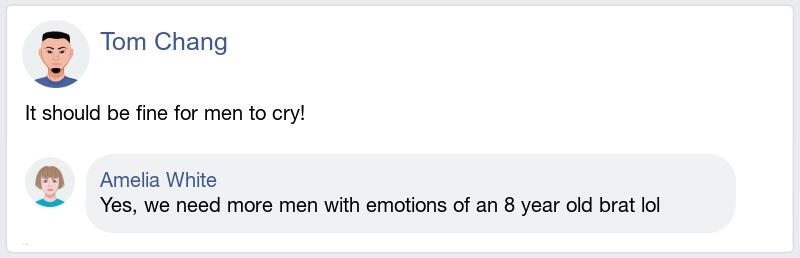 Tom Chang
It should be fine for men to cry!
Amelia White
Yes, we need more men with emotions of an 8 year old brat lol